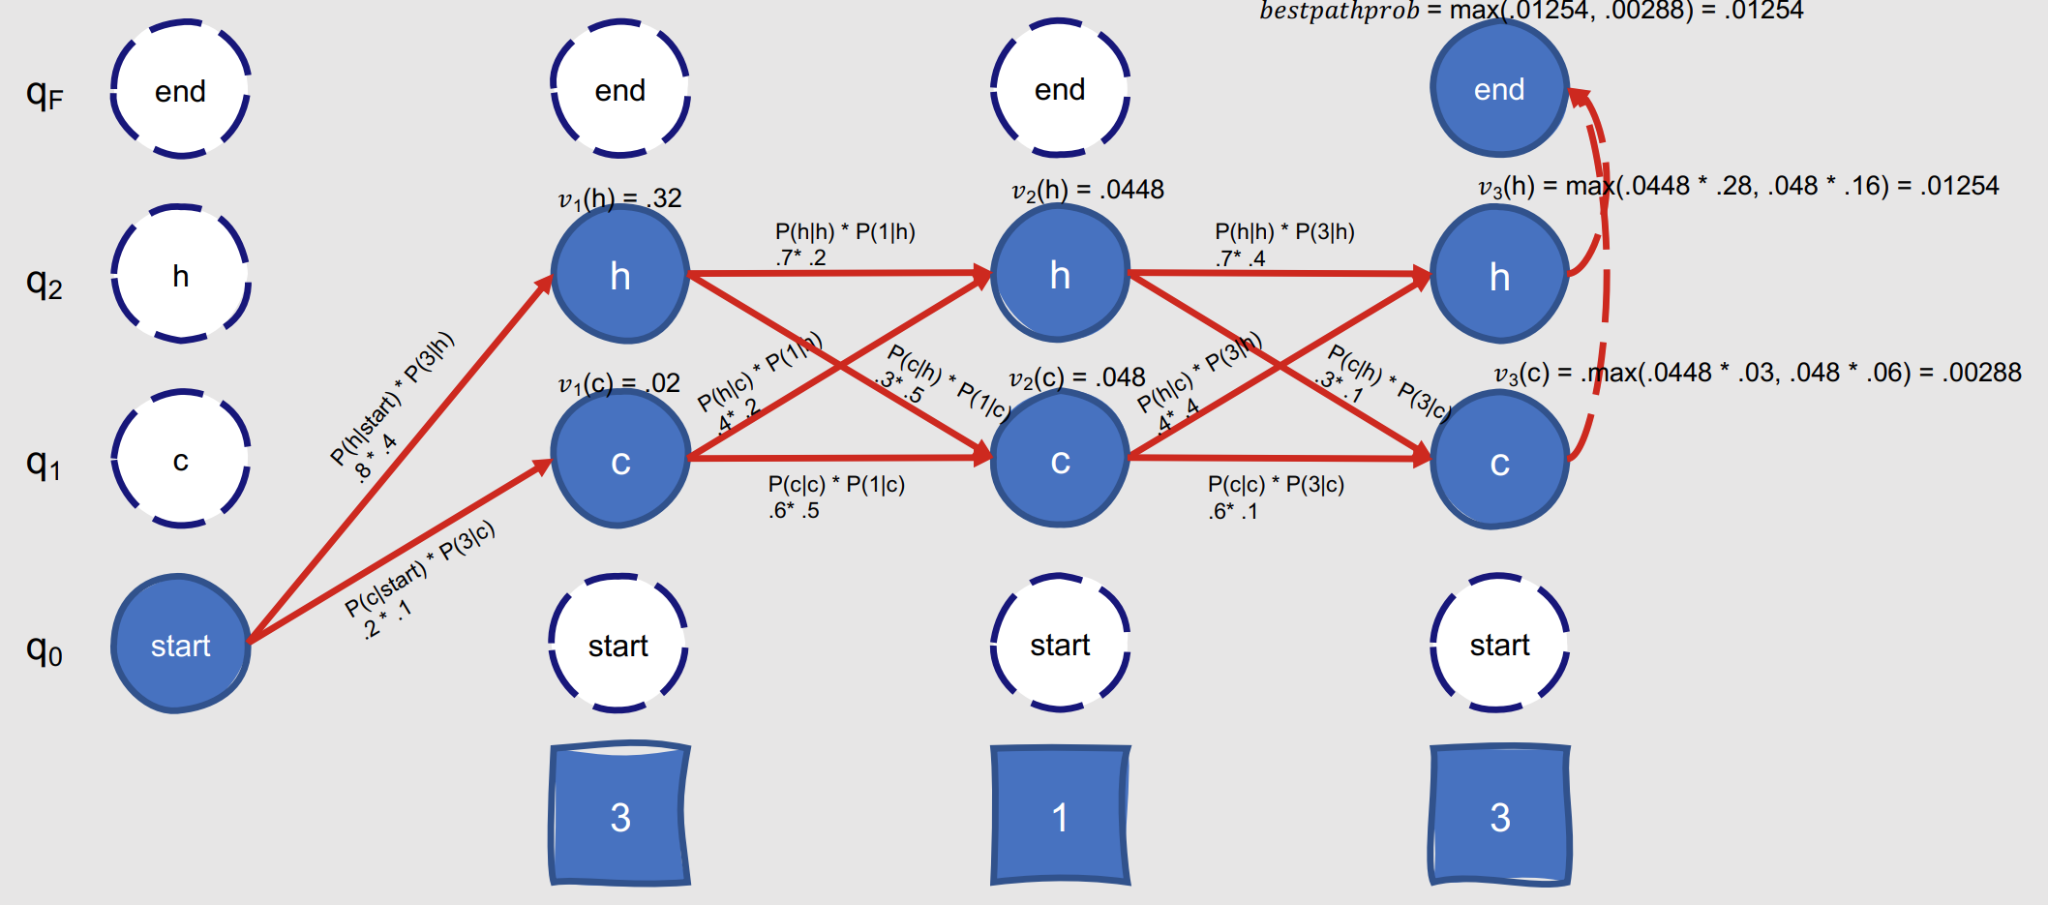 bestpathprob = max(.01254, .00288) = .01254
qF
end
end
end
end
v1(h) = .32
v2(h) = .0448
v3(h) = max(.0448 * .28, .048 * .16) = .01254
P(h|h) * P(1|h)
.7* .2
P(h|h) * P(3|h)
.7* .4
q2
h
h
h
h
P(h|start) * P(3|h)
.8 * .4
v1(c) = .02
P(h|c) * P(1|h)
.4* .2
P(c|h) * P(1|c)
.3* .5
v2(c) = .048
P(h|c) * P(3|h)
.4* .4
P(c|h) * P(3|c)
.3* .1
v3(c) = .max(.0448 * .03, .048 * .06) = .00288
q1
c
c
c
c
P(c|c) * P(1|c)
.6* .5
P(c|c) * P(3|c)
.6* .1
P(c|start) * P(3|c)
.2 * .1
q0
start
start
start
start
3
1
3